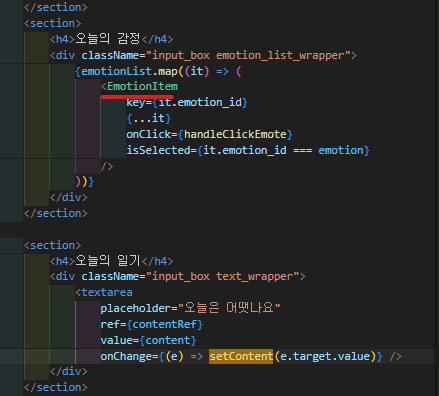 </section>
<section>
<h4>오늘의 감정</h4>
<div className="input_box emotion_list_wrapper">
{emotionList.map((it) => (
<EmotionItem
key={it.emotion_id}
{...it}
onClick={handleClickEmote}
isSelected={it.emotion_id === emotion}
/>
))}
</div>
</section>
<section>
<h4>오늘의 일기</h4>
<div className="input_box text_wrapper">
<textarea
placeholder="오늘은 어땟나요"
ref={contentRef}
value={content}
onChange={(e) => setContent(e.target.value)} />
</div>
</section>